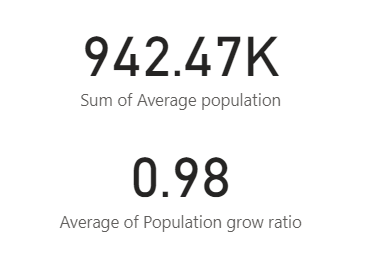 942.47K
Sum of Average population
0.98
Average of Population grow ratio